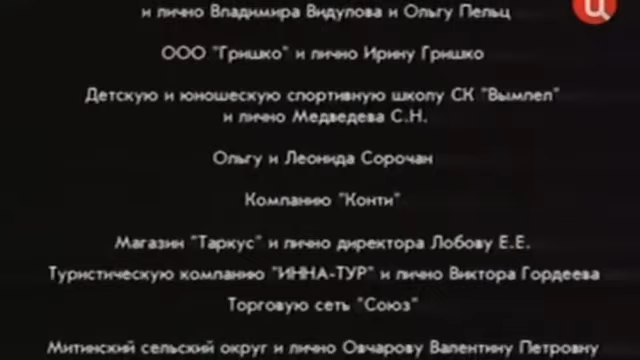 и лично Владимира Видулова и Ольгу Пельц
ООО "Гришко" и лично Ирину Гришко
Детскую и юношескую спортивную школу СК "Вымпел"
и лично Медведева С.Н.
Ольгу и Леонида Сорочан
Компанию "Конти"
Магазин "Таркус" и лично директора Лобову Е.Е.
Туристическую компанию "ИННА-ТУР" и лично Виктора Гордеева
Торговую сеть "Союз"
Митинский сельский округ и лично Овчарову Валентину Петровну